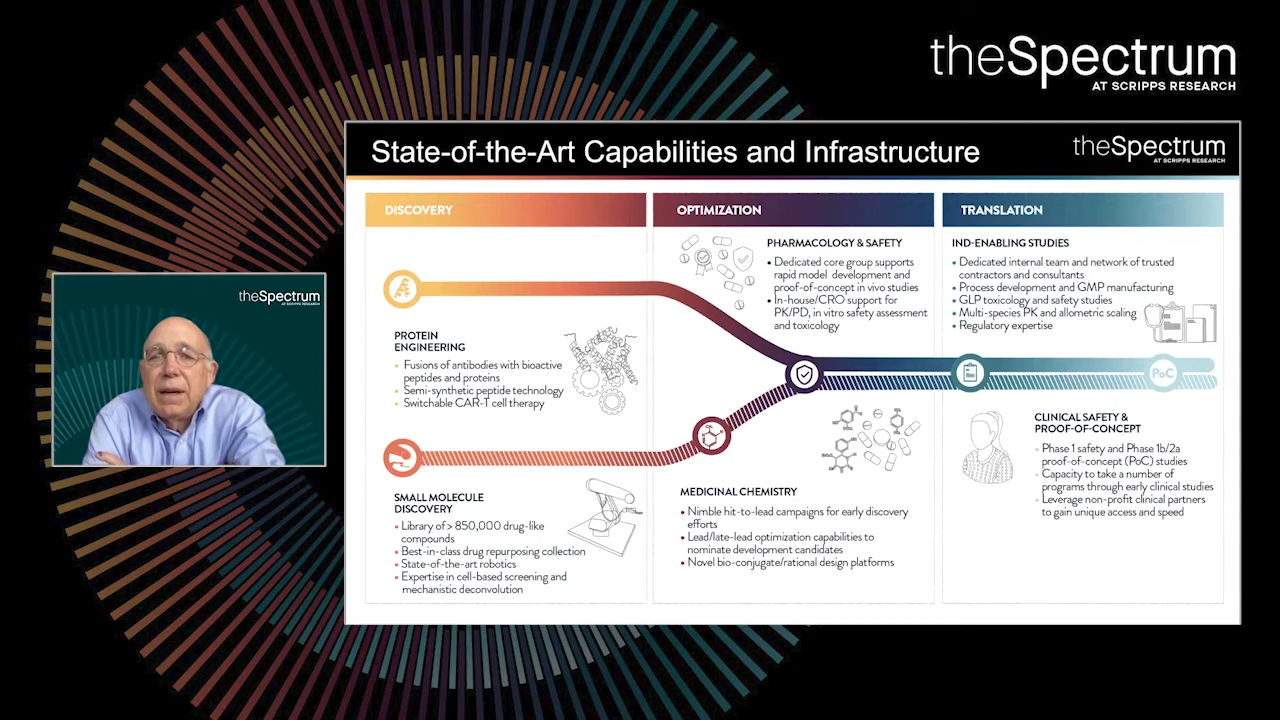 theSpectrum
AT SCRIPPS RESEARCH
theSpectrum
AT SCRIPPS RESEARCH
State-of-the-Art Capabilities and Infrastructure
theSpectrum
AT SCRIPPS RESEARCH
DISCOVERY
PROTEIN
ENGINEERING
• Fusions of antibodies with bioactive
peptides and proteins
• Semi-synthetic peptide technology
• Switchable CAR-T cell therapy
SMALL MOLECULE
DISCOVERY
• Library of > 850,000 drug-like
compounds
• Best-in-class drug repurposing collection
• State-of-the-art robotics
• Expertise in cell-based screening and
mechanistic deconvolution
OPTIMIZATION
PHARMACOLOGY & SAFETY
• Dedicated core group supports
rapid model development and
proof-of-concept in vivo studies
• In-house/CRO support for
PK/PD, in vitro safety assessment
and toxicology
MEDICINAL CHEMISTRY
• Nimble hit-to-lead campaigns for early discovery
efforts
• Lead/late-lead optimization capabilities to
nominate development candidates
• Novel bio-conjugate/rational design platforms
TRANSLATION
IND-ENABLING STUDIES
• Dedicated internal team and network of trusted
contractors and consultants
• Process development and GMP manufacturing
• GLP toxicology and safety studies
• Multi-species PK and allometric scaling
• Regulatory expertise
PoC
CLINICAL SAFETY &
PROOF-OF-CONCEPT
• Phase 1 safety and Phase 1b/2a
proof-of-concept (PoC) studies
• Capacity to take a number of
programs through early clinical studies
• Leverage non-profit clinical partners
to gain unique access and speed